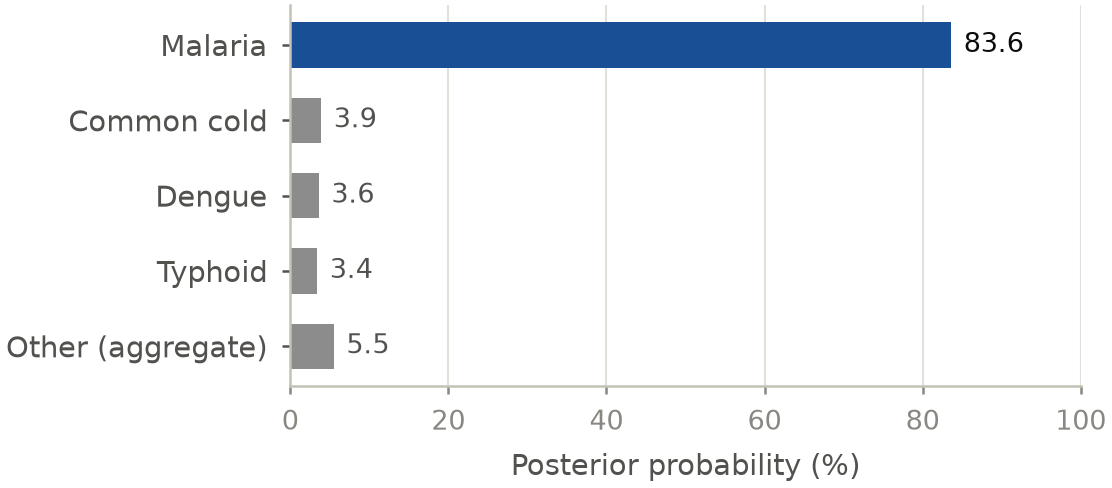 Malaria 83.6
Common cold 3.9
Dengue 3.6
Typhoid 3.4
Other (aggregate) 5.5
0 20 40 60 80 100
Posterior probability (%)